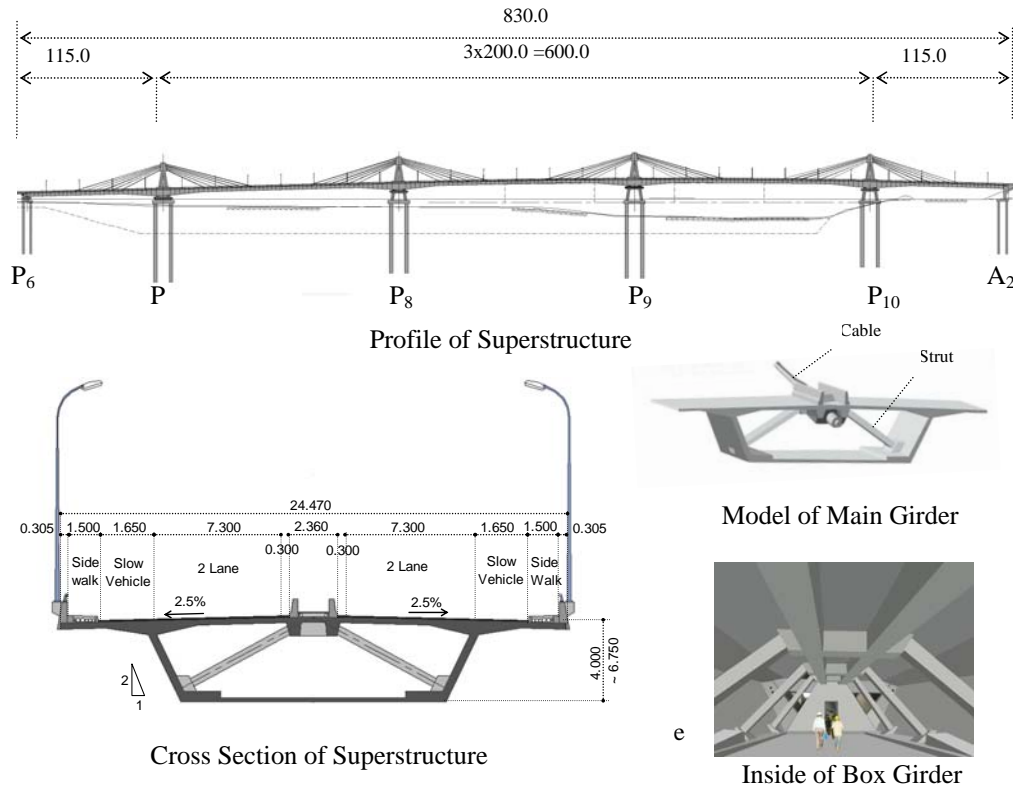 830.0
115.0
3x200.0 =600.0
115.0
P6
P
P8
P9
P10
A2
Profile of Superstructure
Cable
Strut
Model of Main Girder
24.470
0.305 1.500 1.650 7.300 2.360 7.300 1.650 1.500 0.305
0.300 0.300
Side
walk
Slow
Vehicle
2 Lane
2 Lane
Slow
Vehicle
Side
Walk
2.5%
2.5%
4.000
~ 6.750
2
1
Cross Section of Superstructure
e
Inside of Box Girder